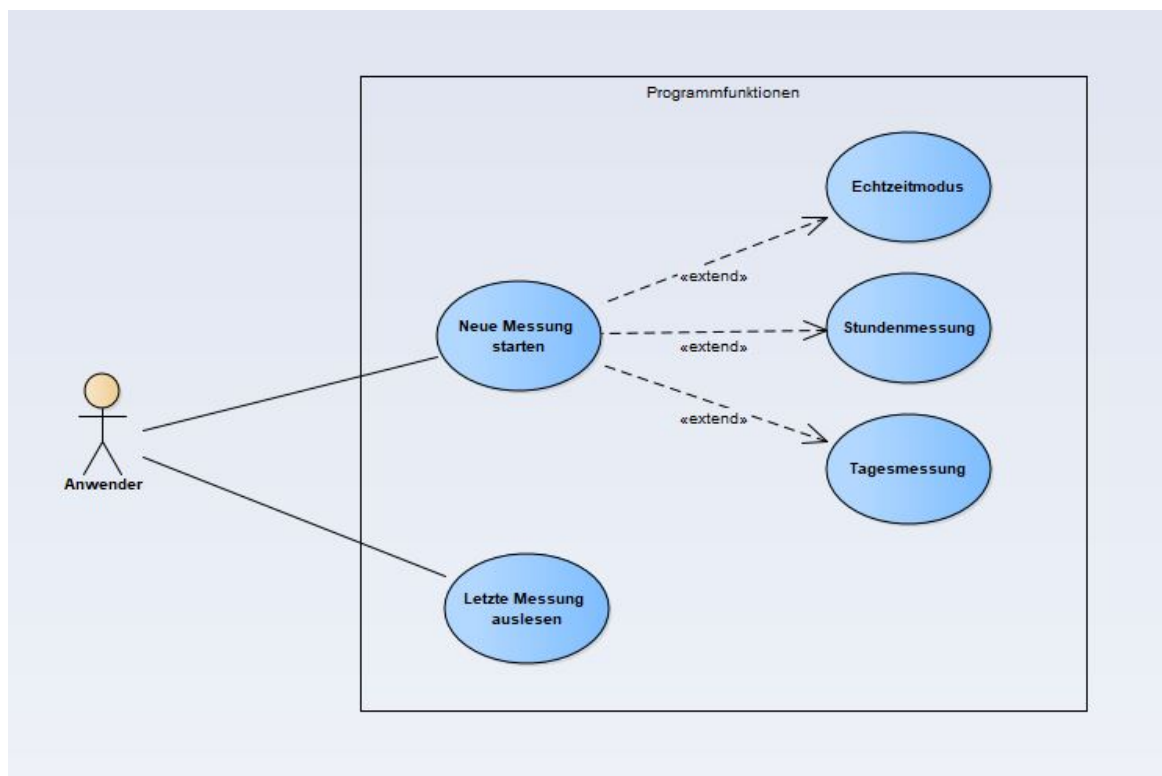 Programmfunktionen
Echtzeitmodus
«extend»
Neue Messung
starten
Stundenmessung
«extend»
«extend»
Tagesmessung
Anwender
Letzte Messung
auslesen